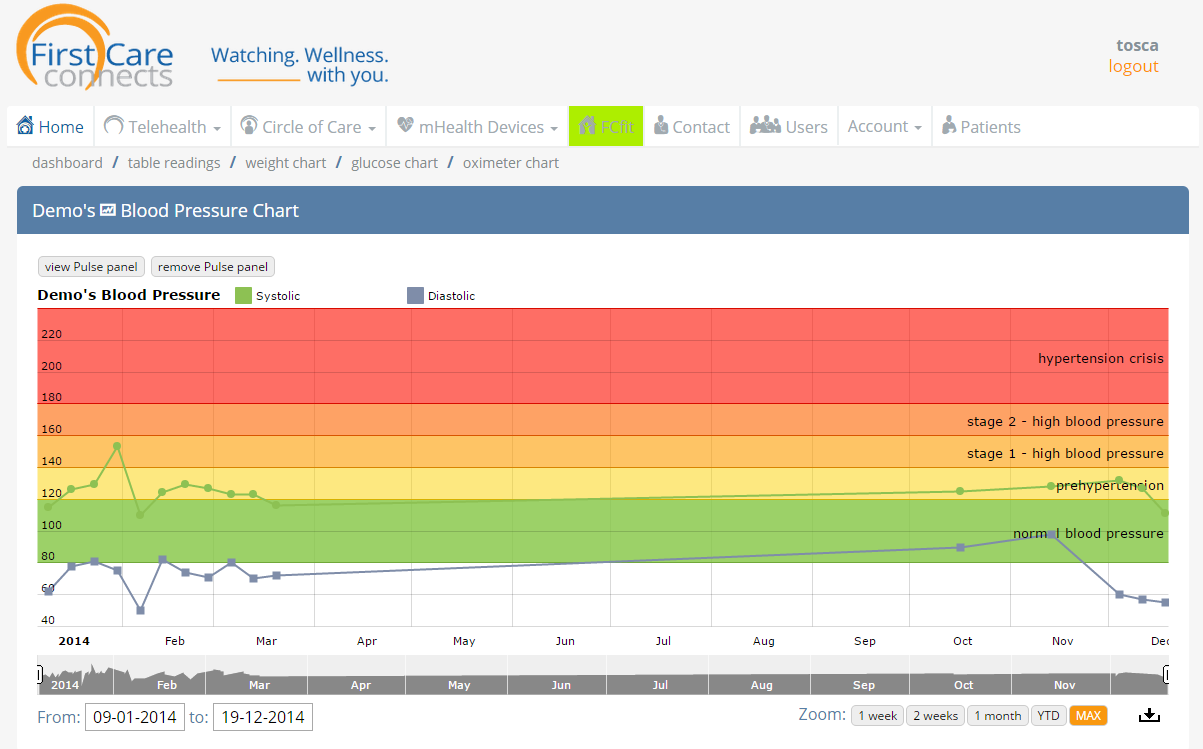 First Care
connects
Watching. Wellness.
with you.
tosca
logout
Home Telehealth Circle of Care mHealth Devices FCfit Contact Users Account Patients
dashboard / table readings / weight chart / glucose chart / oximeter chart
Demo's Blood Pressure Chart
view Pulse panel remove Pulse panel
Demo's Blood Pressure Systolic Diastolic
220
hypertension crisis
200
180
stage 2 - high blood pressure
160
stage 1 - high blood pressure
140
prehypertension
120
100
normal blood pressure
80
60
40
2014 Feb Mar Apr May Jun Jul Aug Sep Oct Nov Dec
2014 Feb Mar Apr May Jun Jul Aug Sep Oct Nov
From: 09-01-2014 to: 19-12-2014 Zoom: 1 week 2 weeks 1 month YTD MAX